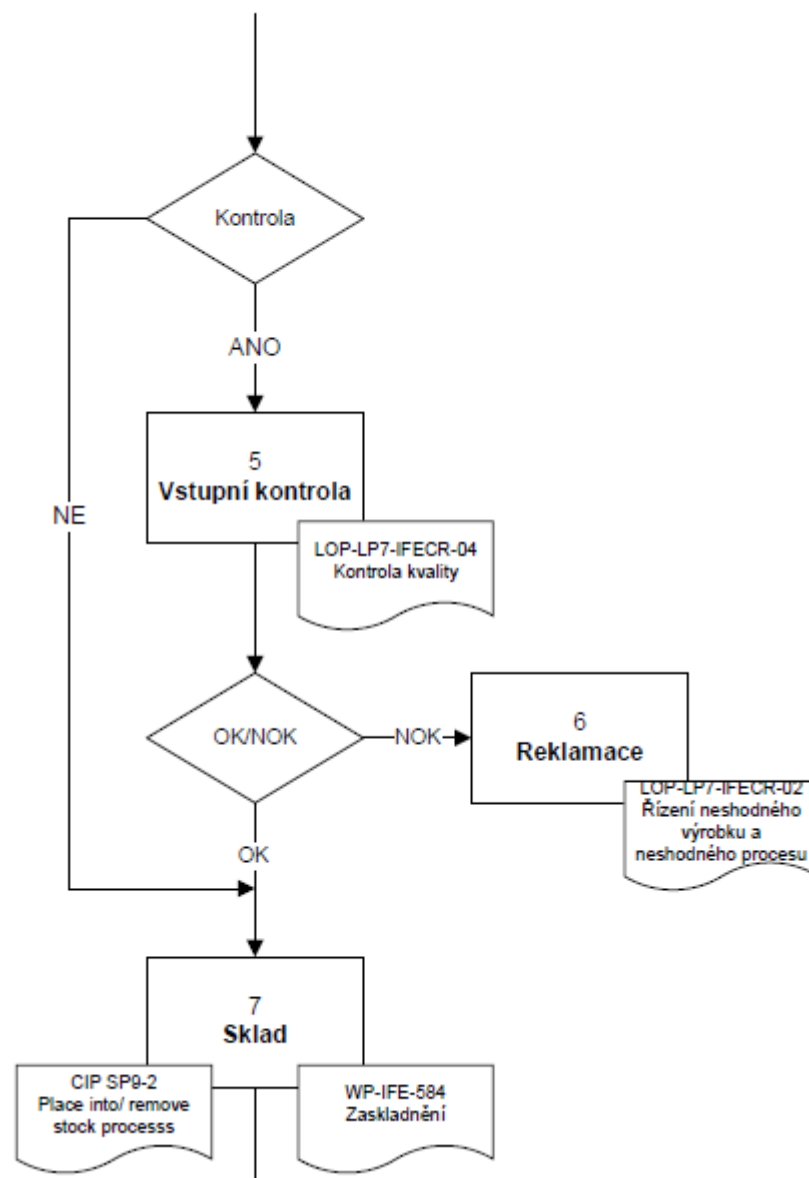 Kontrola
ANO
NE
5
Vstupní kontrola
LOP-LP7-IFECR-04
Kontrola kvality
OK/NOK
NOK
6
Reklamace
LOP-LP7-IFECR-02
Řízení neshodného
výrobku a
neshodného procesu
OK
7
Sklad
CIP SP9-2
Place into/ remove
stock processs
WP-IFE-584
Zaskladnění